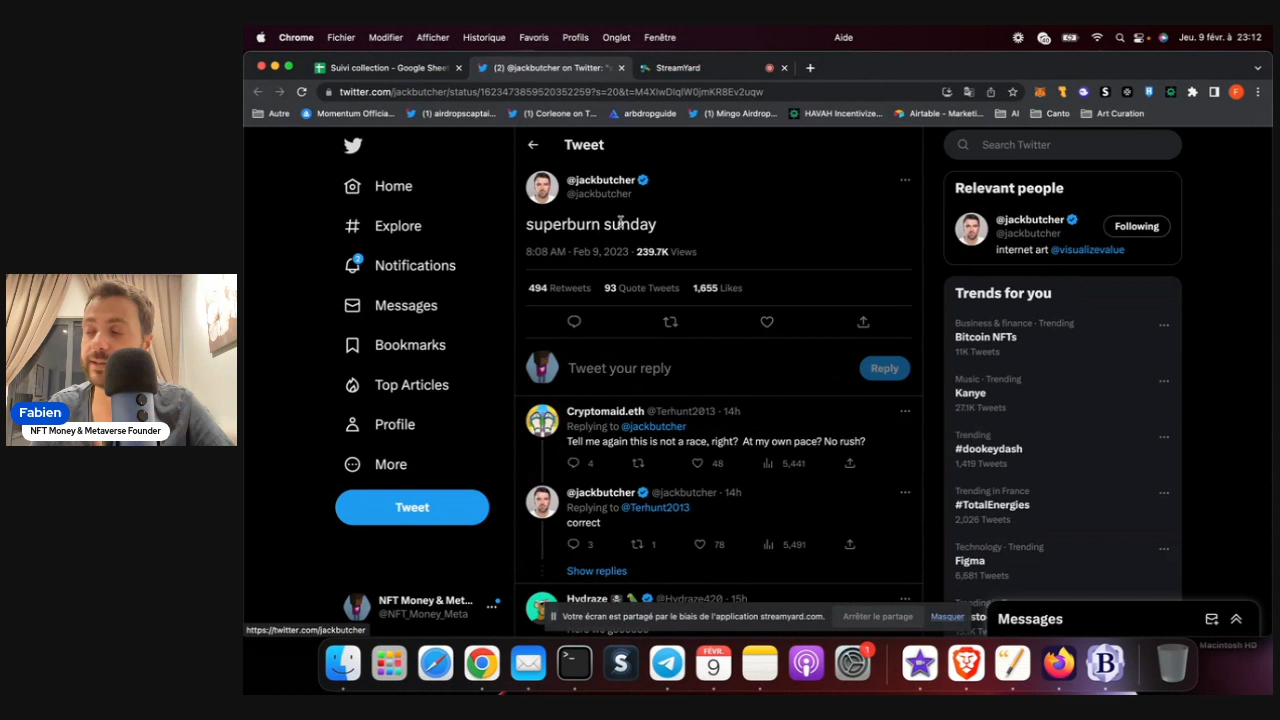 Chrome Fichier Modifier Afficher Historique Favoris Profils Onglet Fenêtre Aide Jeu. 9 févr à 23:12
Suivi collection - Google Sheet (2) @jackbutcher on Twitter: StreamYard
twitter.com/jackbutcher/status/1623473859520352259?s=20&t=M4XIwDIqIW0jmKR8Ev2uqw
Autre Momentum Officia... (1) airdropscaptai... (1) Corleone on T... arbdropguide (1) Mingo Airdrop... HAVAH Incentivize... Airtable - Marketi... AI Canto Art Curation
Home
Explore
2
Notifications
Messages
Bookmarks
Top Articles
Profile
More
Tweet
NFT Money & Met...
@NFT_Money_Meta
https://twitter.com/jackbutcher
Tweet
@jackbutcher
@jackbutcher
superburn sunday
8:08 AM · Feb 9, 2023 · 239.7K Views
494 Retweets 93 Quote Tweets 1,655 Likes
Tweet your reply
Reply
Cryptomaid.eth @Terhunt2013 · 14h
Replying to @jackbutcher
Tell me again this is not a race, right? At my own pace? No rush?
4 48 5,441
@jackbutcher @jackbutcher · 14h
Replying to @Terhunt2013
correct
3 1 78 5,491
Show replies
Hydraze @Hydraze420 · 15h
Votre écran est partagé par le biais de l'application streamyard.com. Arrêter le partage Masquer
Search Twitter
Relevant people
@jackbutcher
@jackbutcher
Following
internet art @visualizevalue
Trends for you
Business & finance · Trending
Bitcoin NFTs
11K Tweets
Music · Trending
Kanye
27.1K Tweets
Trending
#dookeydash
1,419 Tweets
Trending in France
#TotalEnergies
2,026 Tweets
Technology · Trending
Figma
6,681 Tweets
Messages
Macintosh HD
FÉVR.
9
1
Fabien
NFT Money & Metaverse Founder